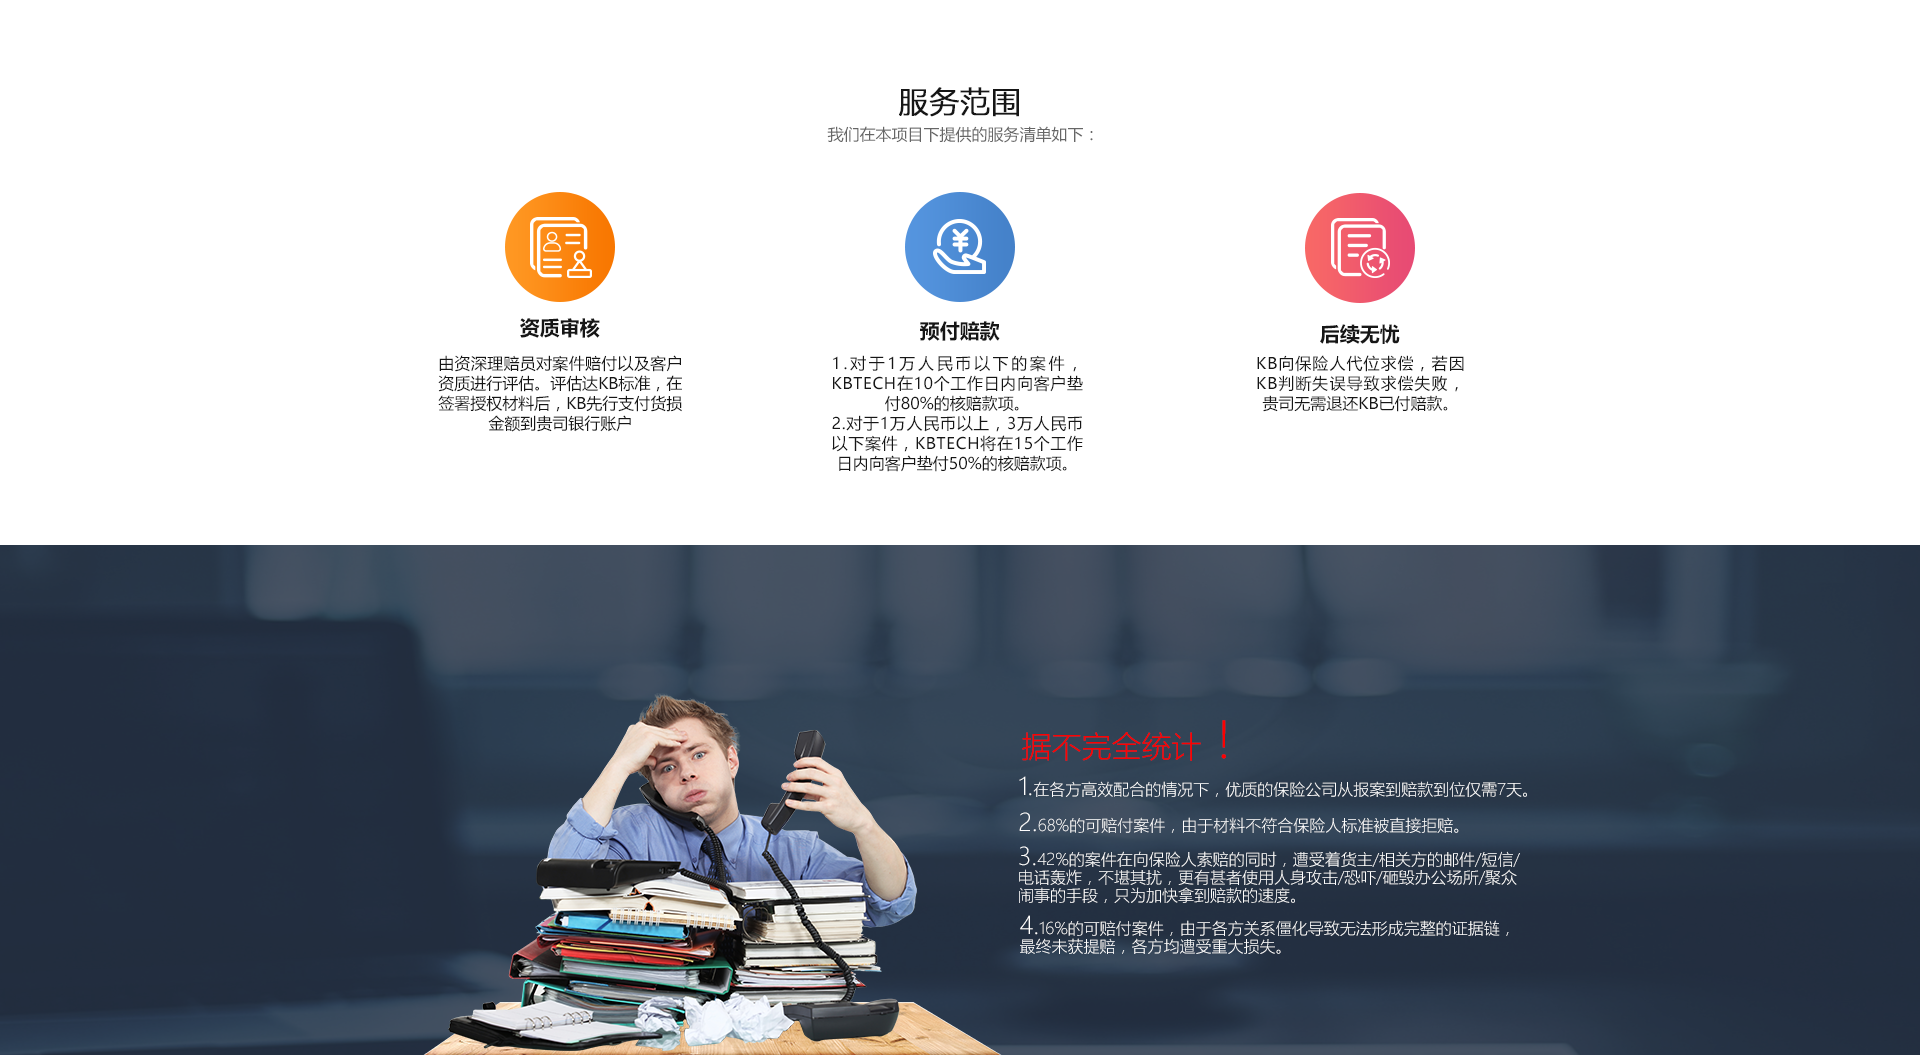 服务范围
我们在本项目下提供的服务清单如下：
资质审核
由资深理赔员对案件赔付以及客户
资质进行评估。评估达KB标准，在
签署授权材料后，KB先行支付货损
金额到贵司银行账户
预付赔款
1.对于1万人民币以下的案件，
KBTECH在10个工作日内向客户垫
付80%的核赔款项。
2.对于1万人民币以上，3万人民币
以下案件，KBTECH将在15个工作
日内向客户垫付50%的核赔款项。
后续无忧
KB向保险人代位求偿，若因
KB判断失误导致求偿失败，
贵司无需退还KB已付赔款。
据不完全统计！
1.在各方高效配合的情况下，优质的保险公司从报案到赔款到位仅需7天。
2.68%的可赔付案件，由于材料不符合保险人标准被直接拒赔。
3.42%的案件在向保险人索赔的同时，遭受着货主/相关方的邮件/短信/
电话轰炸，不堪其扰，更有甚者使用人身攻击/恐吓/砸毁办公场所/聚众
闹事的手段，只为加快拿到赔款的速度。
4.16%的可赔付案件，由于各方关系僵化导致无法形成完整的证据链，
最终未获提赔，各方均遭受重大损失。